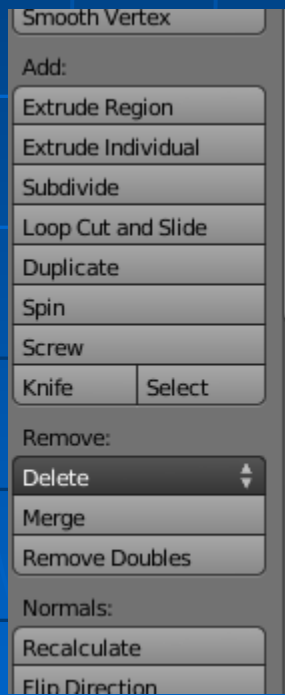 Smooth Vertex
Add:
Extrude Region
Extrude Individual
Subdivide
Loop Cut and Slide
Duplicate
Spin
Screw
Knife Select
Remove:
Delete
Merge
Remove Doubles
Normals:
Recalculate
Flip Direction